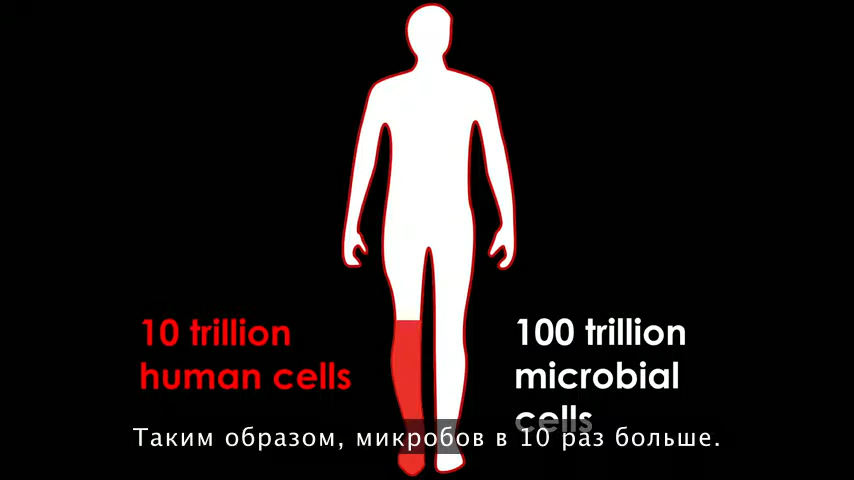 10 trillion
human cells
100 trillion
microbial
cells
Таким образом, микробов в 10 раз больше.